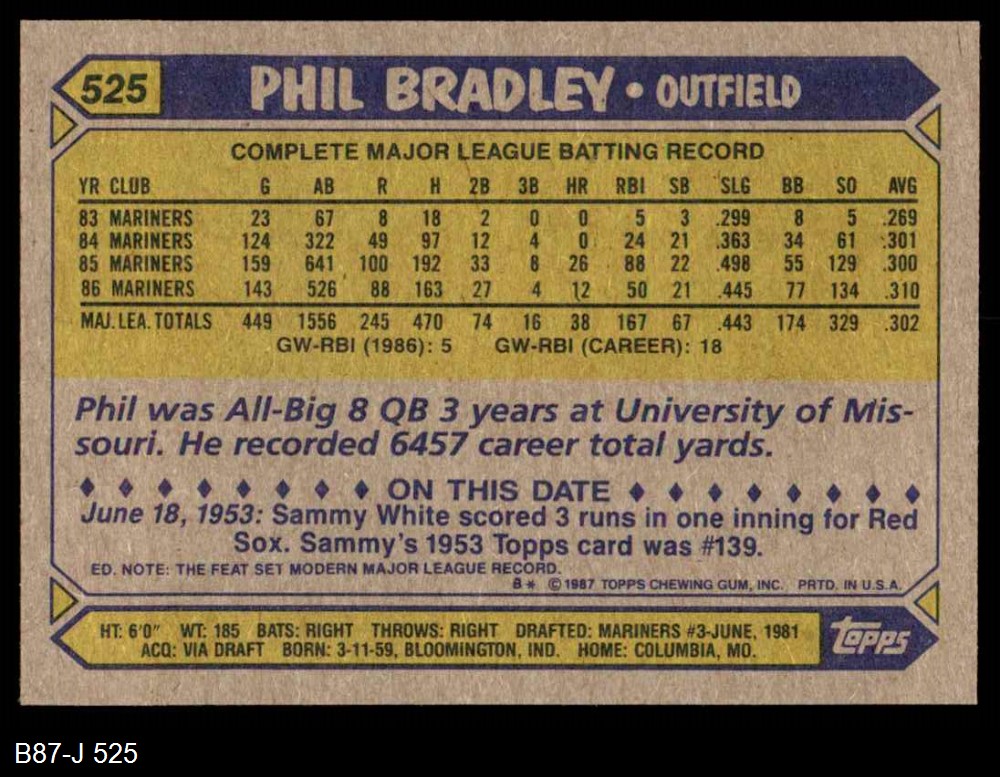 525 PHIL BRADLEY • OUTFIELD
COMPLETE MAJOR LEAGUE BATTING RECORD
YR CLUB G AB R H 2B 3B HR RBI SB SLG BB SO AVG
83 MARINERS 23 67 8 18 2 0 0 5 3 .299 8 5 .269
84 MARINERS 124 322 49 97 12 4 0 24 21 .363 34 61 .301
85 MARINERS 159 641 100 192 33 8 26 88 22 .498 55 129 .300
86 MARINERS 143 526 88 163 27 4 12 50 21 .445 77 134 .310
MAJ. LEA. TOTALS 449 1556 245 470 74 16 38 167 67 .443 174 329 .302
GW-RBI (1986): 5 GW-RBI (CAREER): 18
Phil was All-Big 8 QB 3 years at University of Mis-
souri. He recorded 6457 career total yards.
ON THIS DATE
June 18, 1953: Sammy White scored 3 runs in one inning for Red
Sox. Sammy's 1953 Topps card was #139.
ED. NOTE: THE FEAT SET MODERN MAJOR LEAGUE RECORD.
B* ©1987 TOPPS CHEWING GUM, INC. PRTD. IN U.S.A.
HT: 6'0" WT: 185 BATS: RIGHT THROWS: RIGHT DRAFTED: MARINERS #3-JUNE, 1981
ACQ: VIA DRAFT BORN: 3-11-59, BLOOMINGTON, IND. HOME: COLUMBIA, MO.
topps
B87-J 525